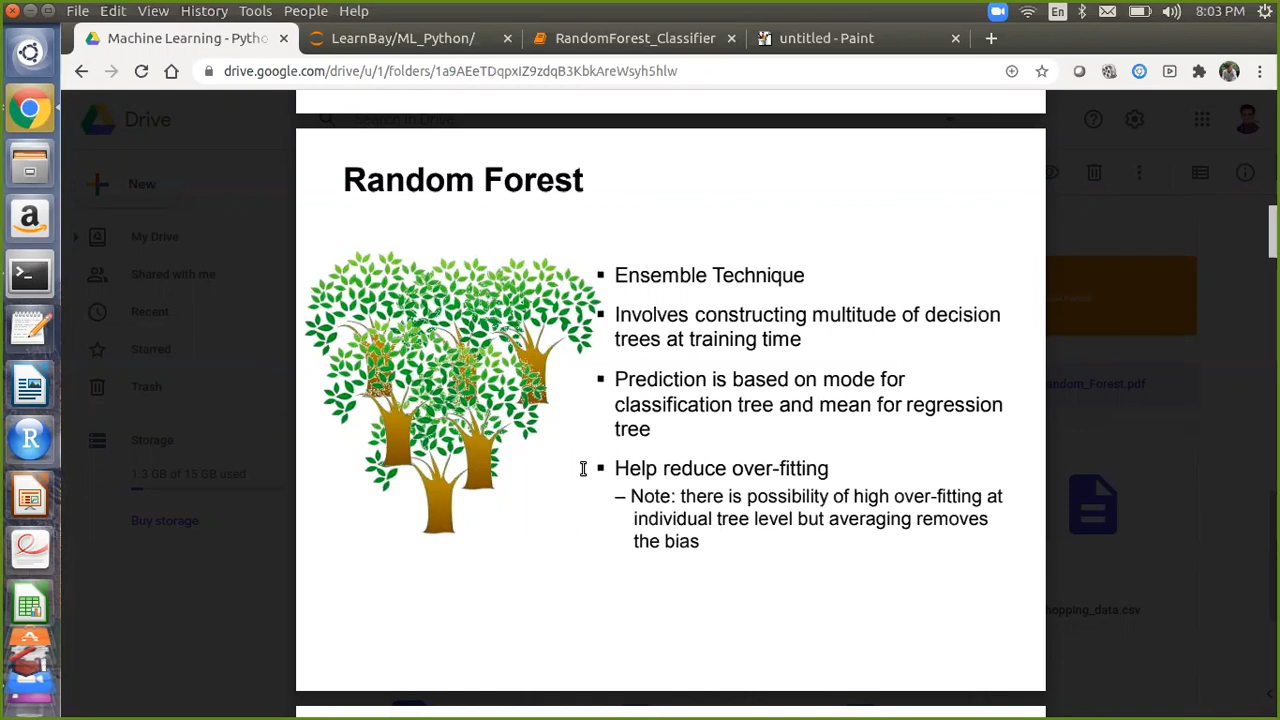 File Edit View History Tools People Help
En
8:03 PM
Machine Learning - Pytho
LearnBay/ML_Python/
RandomForest_Classifier
untitled - Paint
drive.google.com/drive/u/1/folders/1a9AEeTDqpxIZ9zdqB3KbkAreWsyh5hlw
Drive
Search in Drive
New
My Drive
Shared with me
Recent
Starred
Trash
Storage
1.3 GB of 15 GB used
Buy storage
Random Forest
▪ Ensemble Technique
▪ Involves constructing multitude of decision
trees at training time
▪ Prediction is based on mode for
classification tree and mean for regression
tree
▪ Help reduce over-fitting
– Note: there is possibility of high over-fitting at
individual tree level but averaging removes
the bias
andom_Forest.pdf
hopping_data.csv